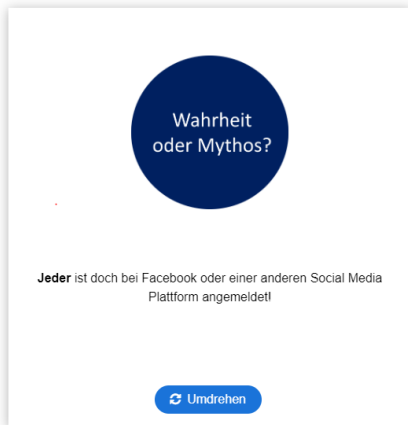 Wahrheit
oder Mythos?
Jeder ist doch bei Facebook oder einer anderen Social Media
Plattform angemeldet!
Umdrehen